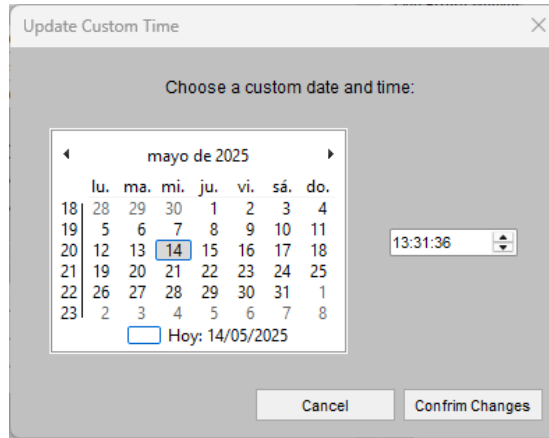 Update Custom Time
Choose a custom date and time:
mayo de 2025
lu. ma. mi. ju. vi. sá. do.
18 28 29 30 1 2 3 4
19 5 6 7 8 9 10 11
20 12 13 14 15 16 17 18
21 19 20 21 22 23 24 25
22 26 27 28 29 30 31 1
23 2 3 4 5 6 7 8
Hoy: 14/05/2025
13:31:36
Cancel
Confrim Changes